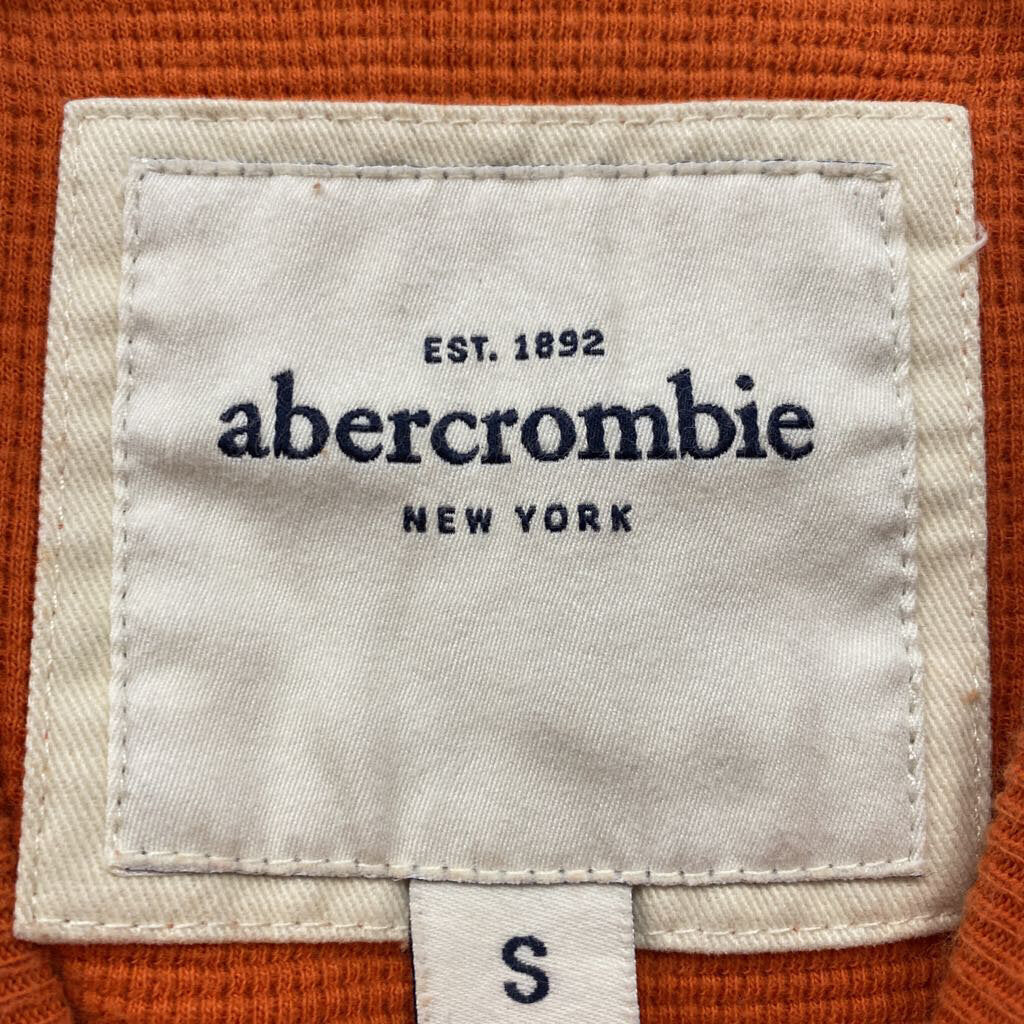 EST. 1892
abercrombie
NEW YORK
S